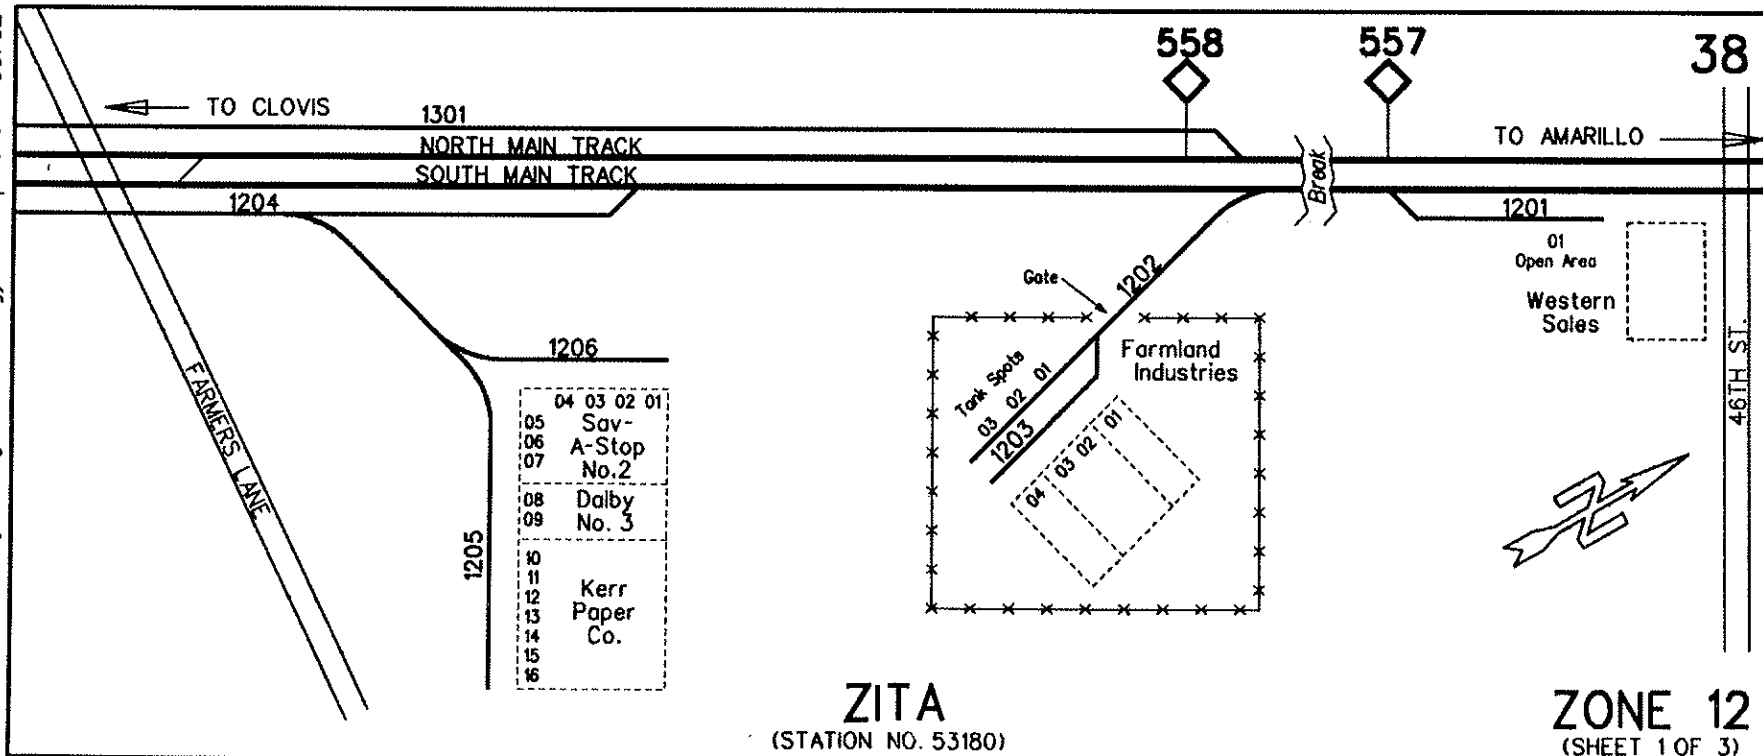 558
557
38
TO CLOVIS
1301
TO AMARILLO
NORTH MAIN TRACK
SOUTH MAIN TRACK
Break
1204
1201
01
Open Area
Western
Sales
46TH ST.
Gate
1202
Farmland
Industries
Tank Spots
03 02 01
1203
04 03 02 01
FARMERS LANE
1206
1205
04 03 02 01
05
06
07
Sav-
A-Stop
No.2
08
09
Dalby
No. 3
10
11
12
13
14
15
16
Kerr
Paper
Co.
N
ZITA
(STATION NO. 53180)
ZONE 12
(SHEET 1 OF 3)